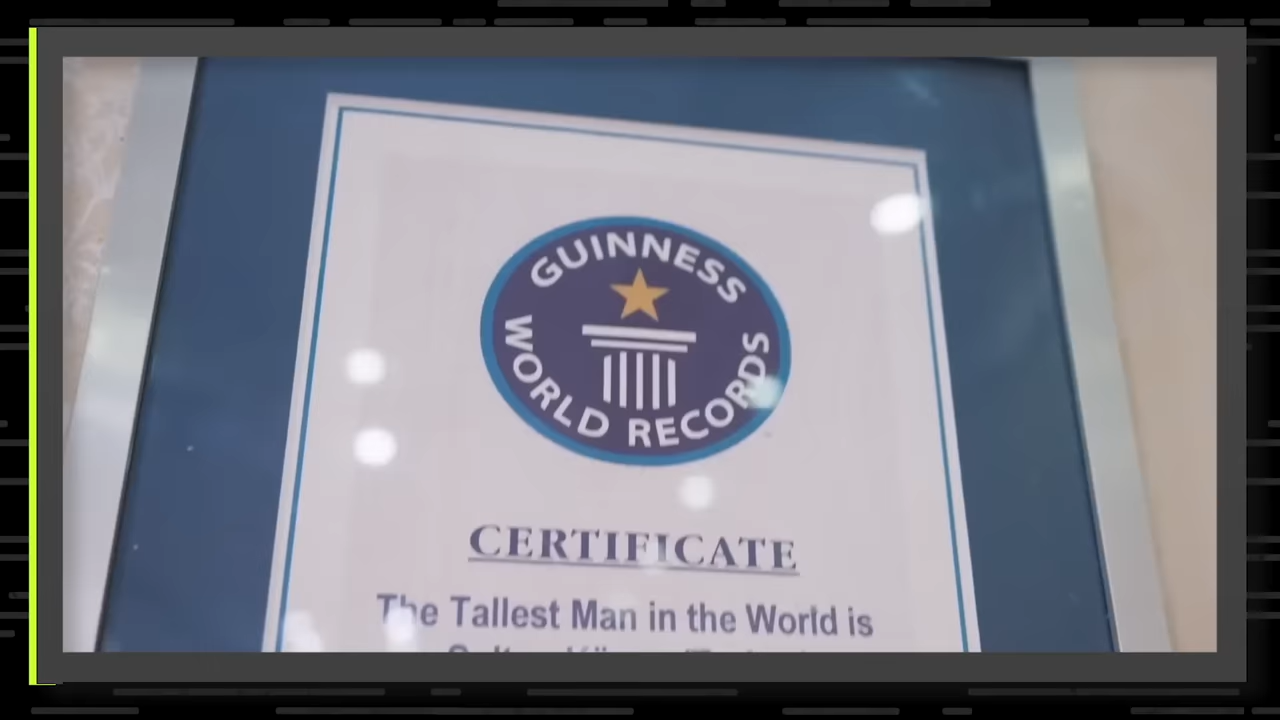 GUINNESS
WORLD RECORDS
CERTIFICATE
The Tallest Man in the World is